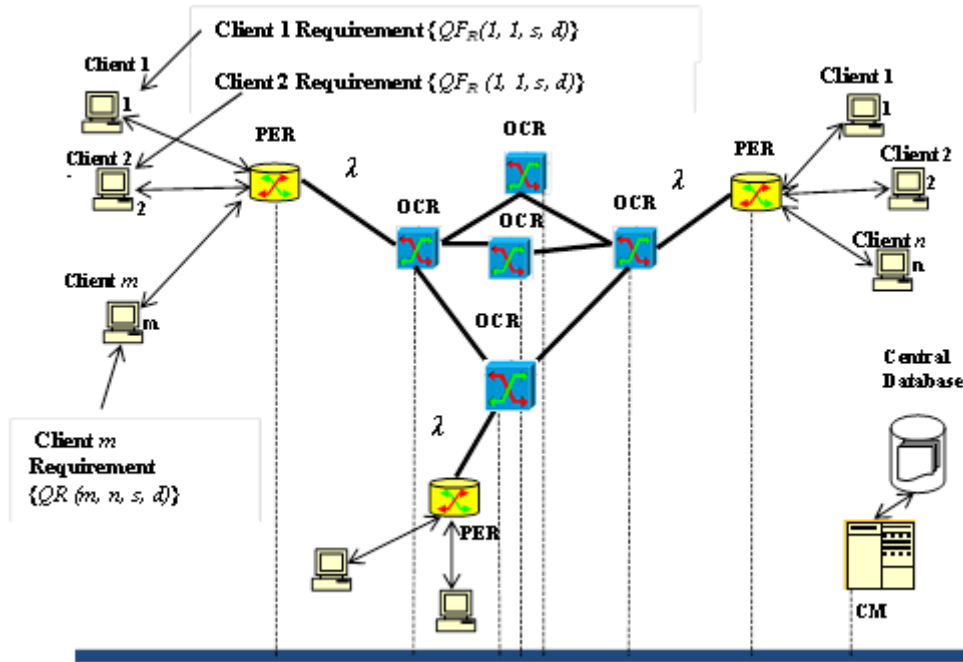 Client 1 Requirement {QF_R(1, 1, s, d)}
Client 2 Requirement {QF_R (1, 1, s, d)}
Client 1
1
Client 2
2
Client m
m
Client m
Requirement
{QR (m, n, s, d)}
PER
λ
OCR
OCR
OCR
OCR
OCR
λ
PER
Client 1
1
Client 2
2
Client n
n
λ
PER
Central
Database
CM